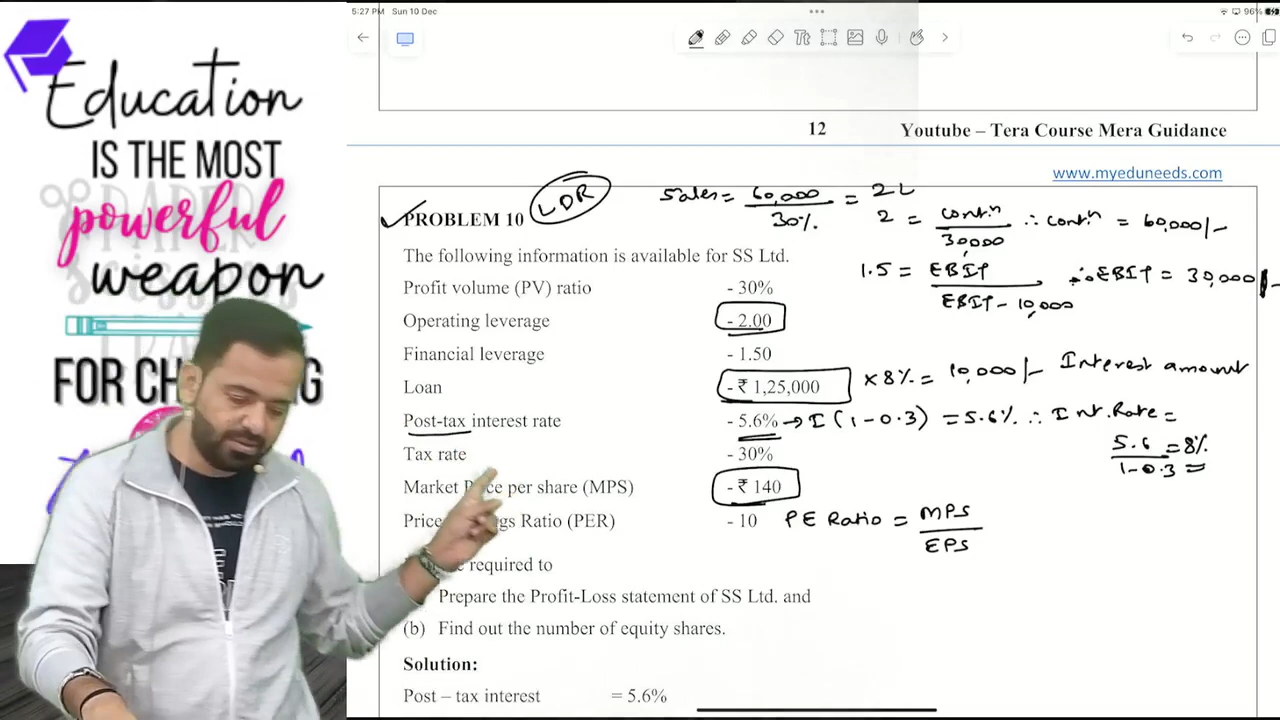 5:27 PM Sun 10 Dec
96%
Education
IS THE MOST
powerful
weapon
FOR
12 Youtube – Tera Course Mera Guidance
www.myeduneeds.com
LDR
Sales = 60,000 / 30% = 2L
2 = contn / 30,000 ∴ contn = 60,000/-
PROBLEM 10
The following information is available for SS Ltd.
1.5 = EBIT / EBIT - 10,000 ∴ EBIT = 30,000/-
Profit volume (PV) ratio - 30%
Operating leverage - 2.00
Financial leverage - 1.50
Loan - ₹ 1,25,000 × 8% = 10,000/- Interest amount
Post-tax interest rate - 5.6% → I (1 - 0.3) = 5.6% ∴ Int. Rate =
5.6 / 1 - 0.3 = 8%
Tax rate - 30%
Market Price per share (MPS) - ₹ 140
Ratio (PER) - 10 PE Ratio = MPS / EPS
required to
Prepare the Profit-Loss statement of SS Ltd. and
(b) Find out the number of equity shares.
Solution:
Post – tax interest = 5.6%